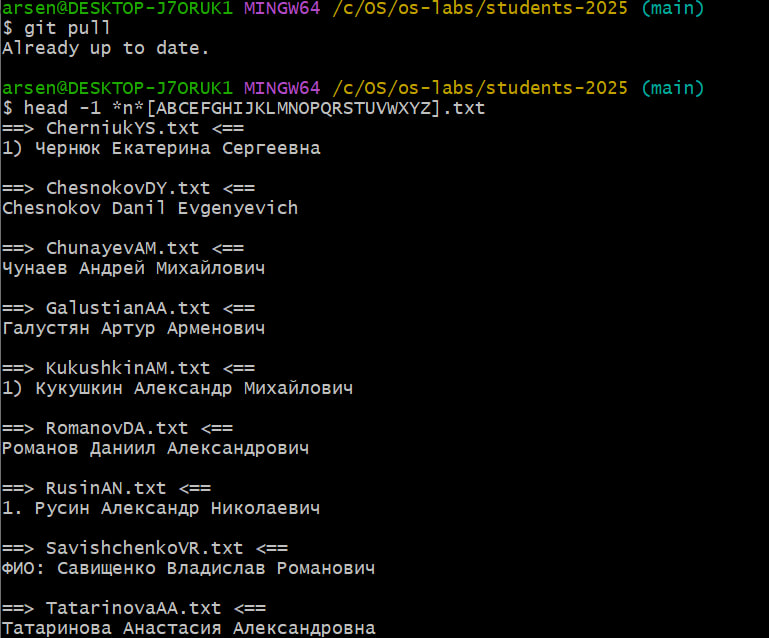 arsen@DESKTOP-J7ORUK1 MINGW64 /c/OS/os-labs/students-2025 (main)
$ git pull
Already up to date.
arsen@DESKTOP-J7ORUK1 MINGW64 /c/OS/os-labs/students-2025 (main)
$ head -1 *n*[ABCEFGHIJKLMNOPQRSTUVWXYZ].txt
==> CherniukYS.txt <==
1) Чернюк Екатерина Сергеевна
==> ChesnokovDY.txt <==
Chesnokov Danil Evgenyevich
==> ChunayevAM.txt <==
Чунаев Андрей Михайлович
==> GalustianAA.txt <==
Галустян Артур Арменович
==> KukushkinAM.txt <==
1) Кукушкин Александр Михайлович
==> RomanovDA.txt <==
Романов Даниил Александрович
==> RusinAN.txt <==
1. Русин Александр Николаевич
==> SavishchenkoVR.txt <==
ФИО: Савищенко Владислав Романович
==> TatarinovaAA.txt <==
Татаринова Анастасия Александровна